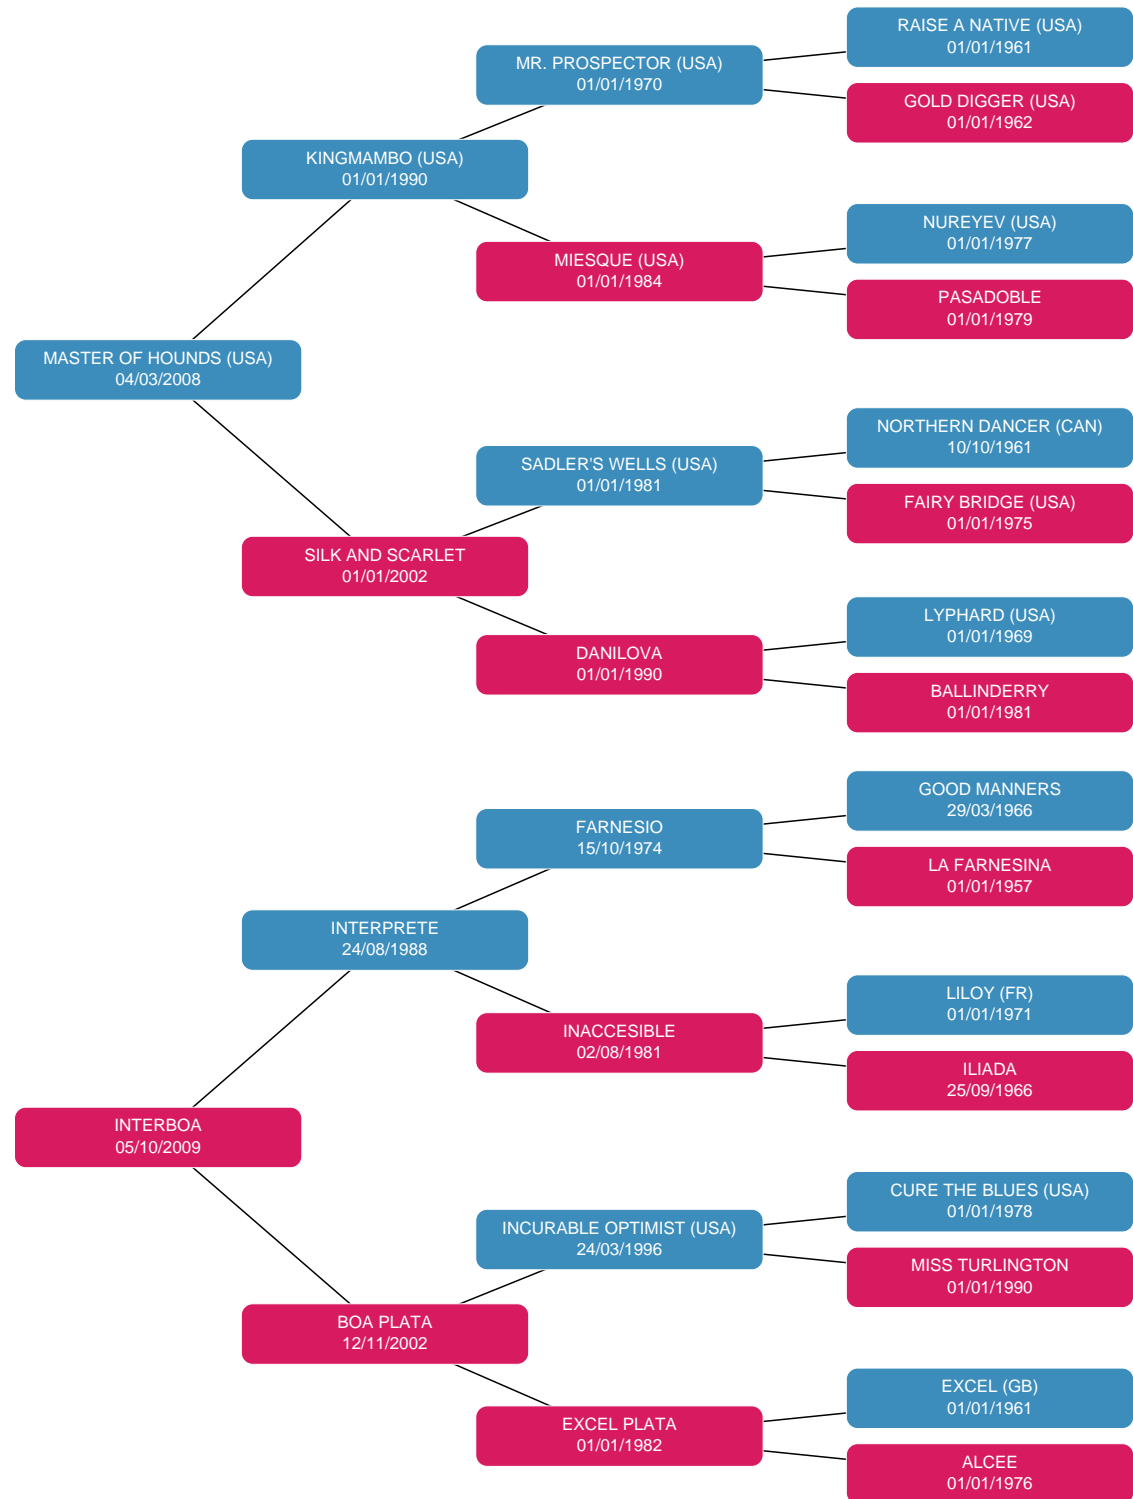 RAISE A NATIVE (USA)
01/01/1961
MR. PROSPECTOR (USA)
01/01/1970
GOLD DIGGER (USA)
01/01/1962
KINGMAMBO (USA)
01/01/1990
NUREYEV (USA)
01/01/1977
MIESQUE (USA)
01/01/1984
PASADOBLE
01/01/1979
MASTER OF HOUNDS (USA)
04/03/2008
NORTHERN DANCER (CAN)
10/10/1961
SADLER'S WELLS (USA)
01/01/1981
FAIRY BRIDGE (USA)
01/01/1975
SILK AND SCARLET
01/01/2002
LYPHARD (USA)
01/01/1969
DANILOVA
01/01/1990
BALLINDERRY
01/01/1981
GOOD MANNERS
29/03/1966
FARNESIO
15/10/1974
LA FARNESINA
01/01/1957
INTERPRETE
24/08/1988
LILOY (FR)
01/01/1971
INACCESIBLE
02/08/1981
ILIADA
25/09/1966
INTERBOA
05/10/2009
CURE THE BLUES (USA)
01/01/1978
INCURABLE OPTIMIST (USA)
24/03/1996
MISS TURLINGTON
01/01/1990
BOA PLATA
12/11/2002
EXCEL (GB)
01/01/1961
EXCEL PLATA
01/01/1982
ALCEE
01/01/1976